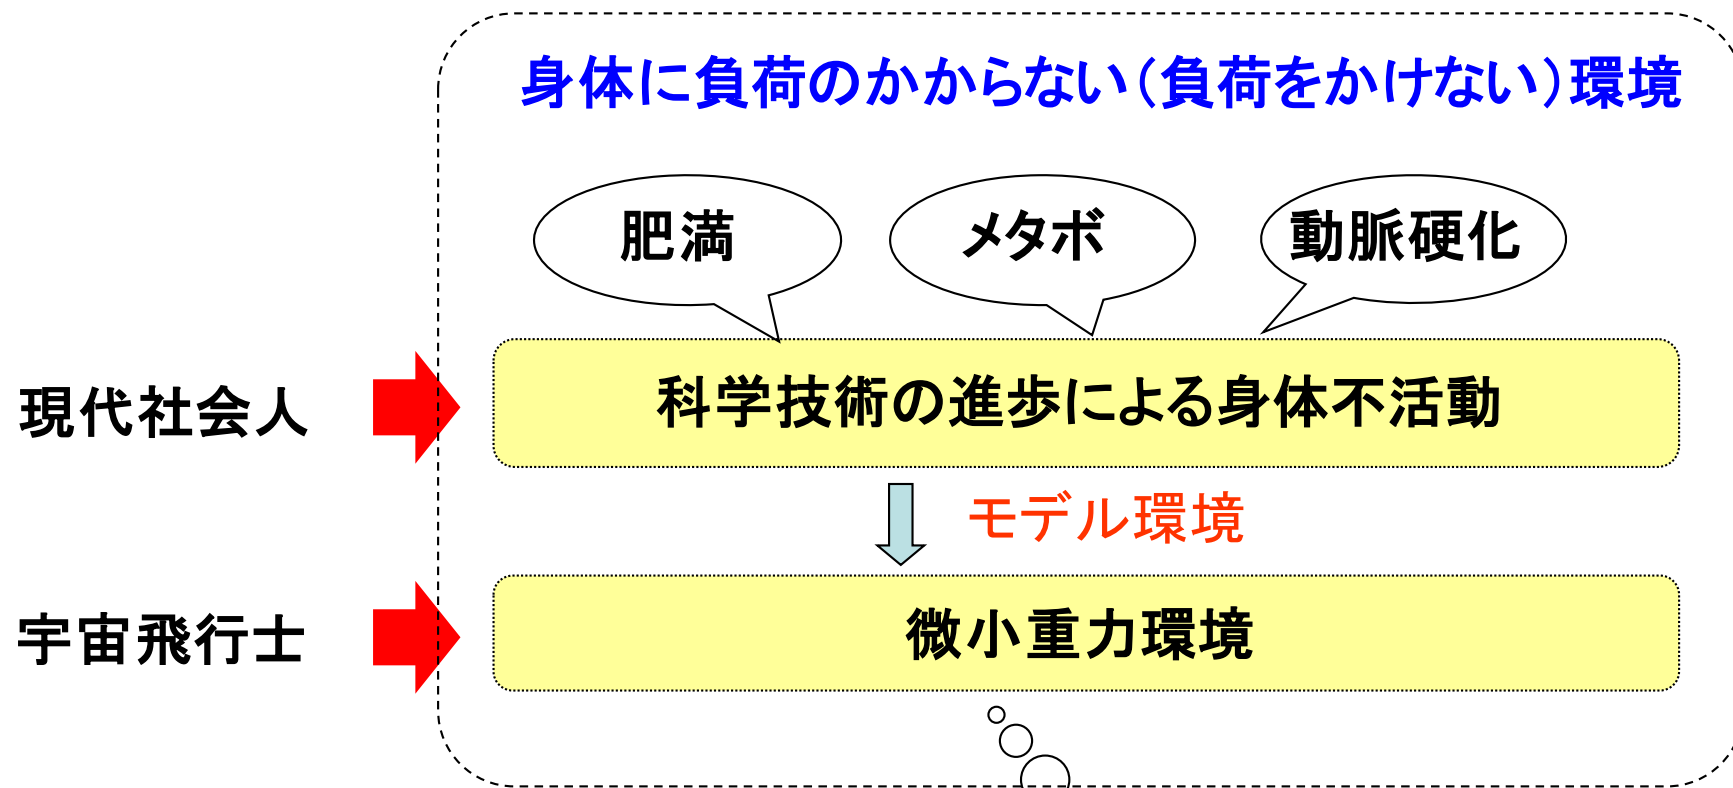 身体に負荷のかからない（負荷をかけない）環境
肥満
メタボ
動脈硬化
現代社会人
科学技術の進歩による身体不活動
モデル環境
宇宙飛行士
微小重力環境